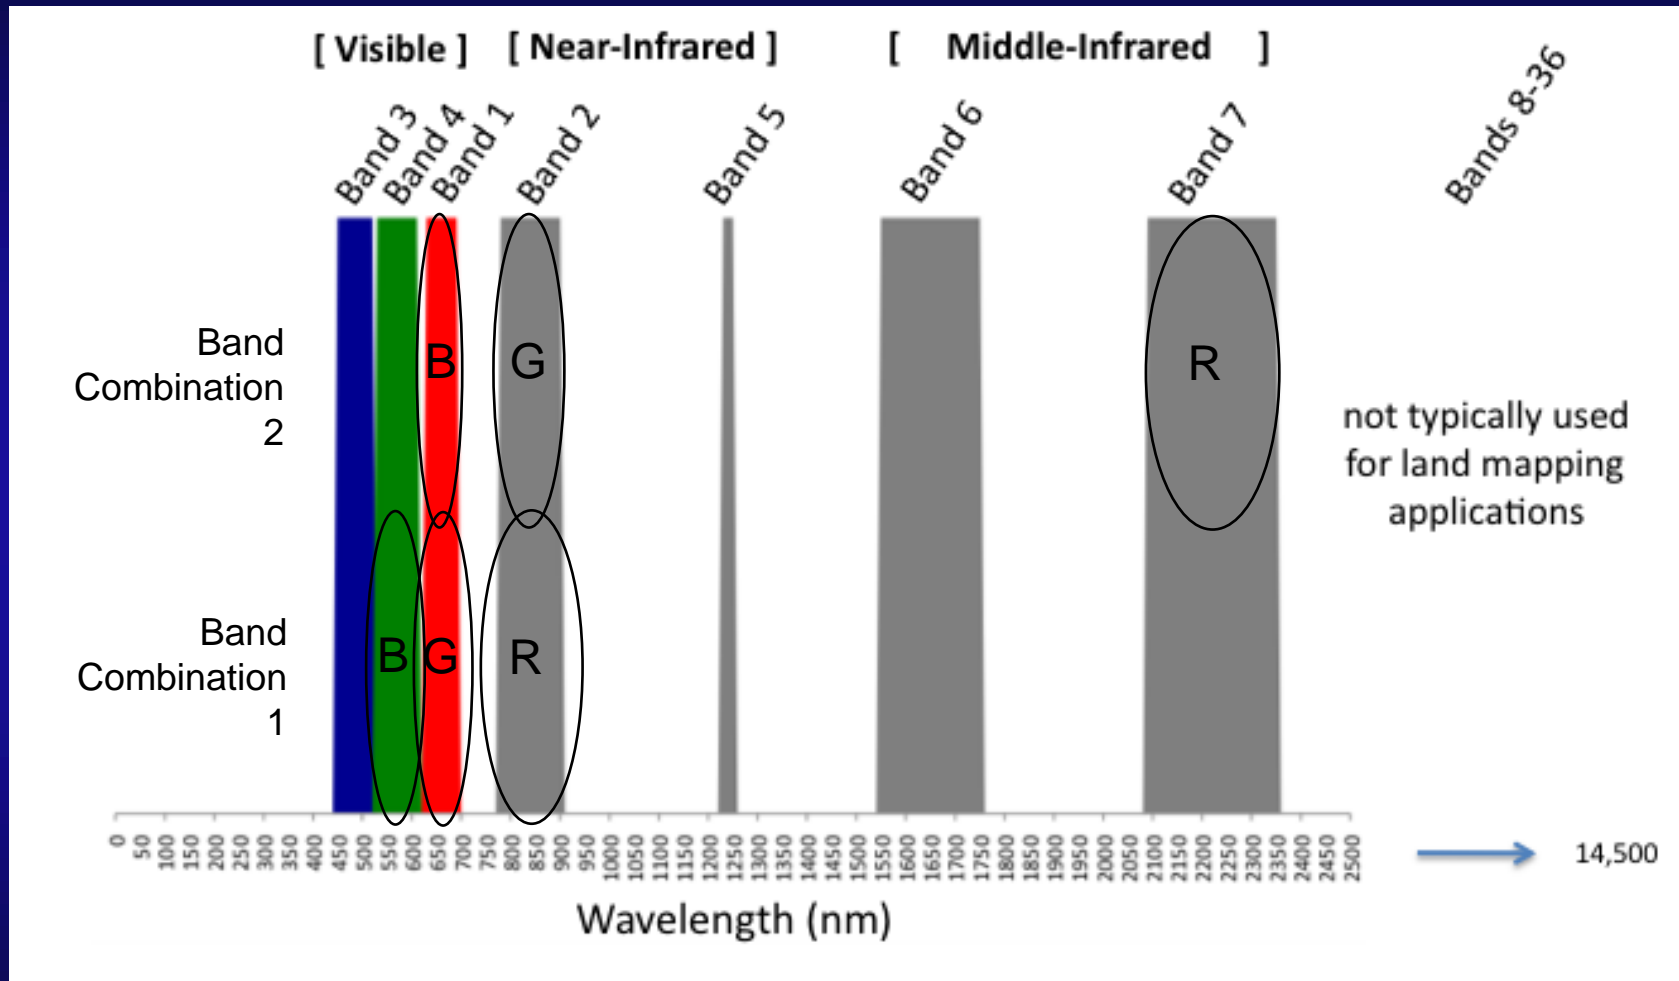 [ Visible ] [ Near-Infrared ] [ Middle-Infrared ]
Band 3
Band 4
Band 1
Band 2
Band 5
Band 6
Band 7
Bands 8-36
Band
Combination
2
B
G
R
not typically used
for land mapping
applications
Band
Combination
1
B
G
R
0 50 100 150 200 250 300 350 400 450 500 550 600 650 700 750 800 850 900 950 1000 1050 1100 1150 1200 1250 1300 1350 1400 1450 1500 1550 1600 1650 1700 1750 1800 1850 1900 1950 2000 2050 2100 2150 2200 2250 2300 2350 2400 2450 2500
14,500
Wavelength (nm)